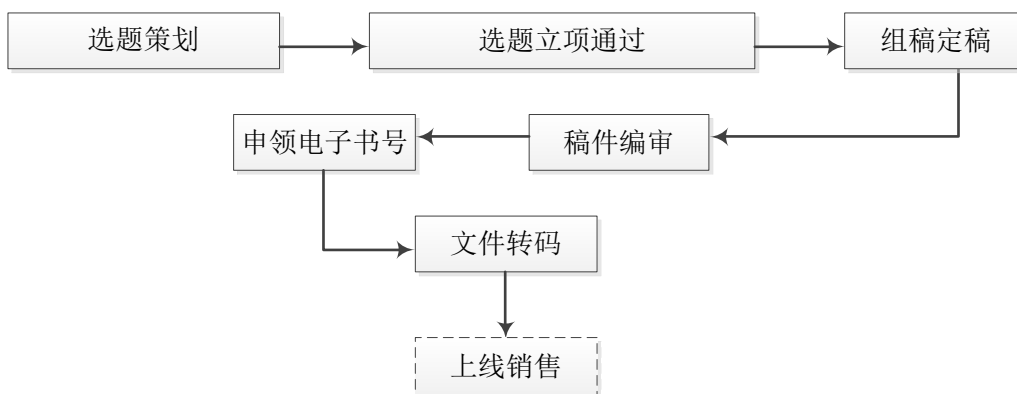 选题策划
选题立项通过
组稿定稿
稿件编审
申领电子书号
文件转码
上线销售